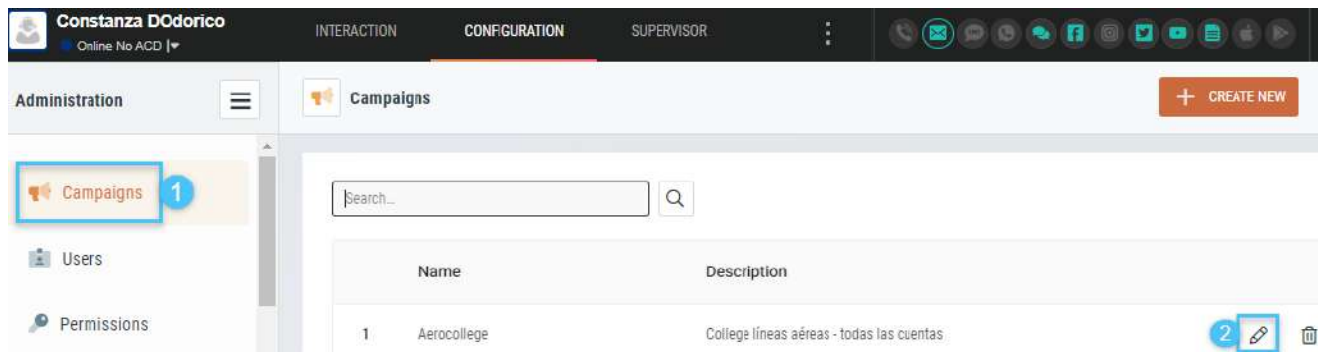 Constanza DOdorico
Online No ACD
INTERACTION
CONFIGURATION
SUPERVISOR
Administration
Campaigns
+ CREATE NEW
Campaigns
1
Search...
Users
Name
Description
Permissions
1
Aerocollege
College líneas aéreas - todas las cuentas
2